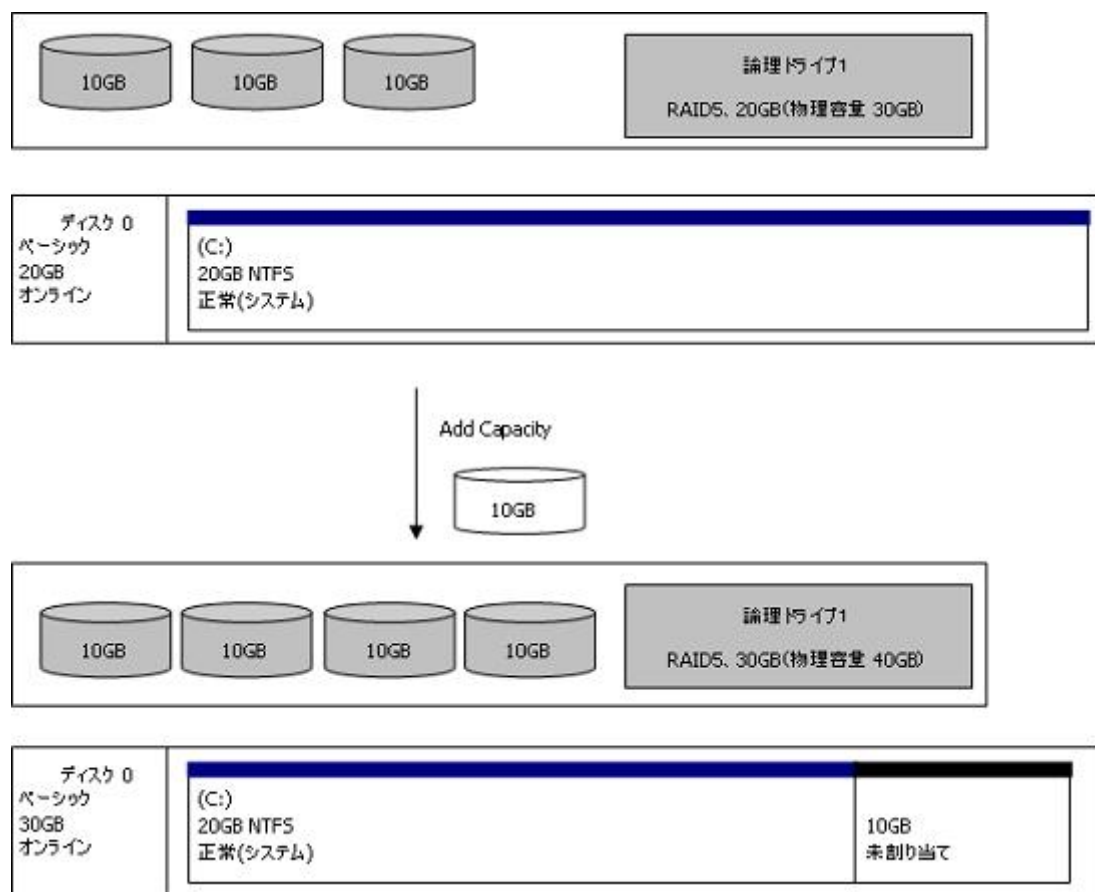 10GB
10GB
10GB
論理ドライブ1
RAID5、20GB(物理容量 30GB)
ディスク 0
ベーシック
20GB
オンライン
(C:)
20GB NTFS
正常(システム)
Add Capacity
10GB
10GB
10GB
10GB
10GB
論理ドライブ1
RAID5、30GB(物理容量 40GB)
ディスク 0
ベーシック
30GB
オンライン
(C:)
20GB NTFS
正常(システム)
10GB
未割り当て